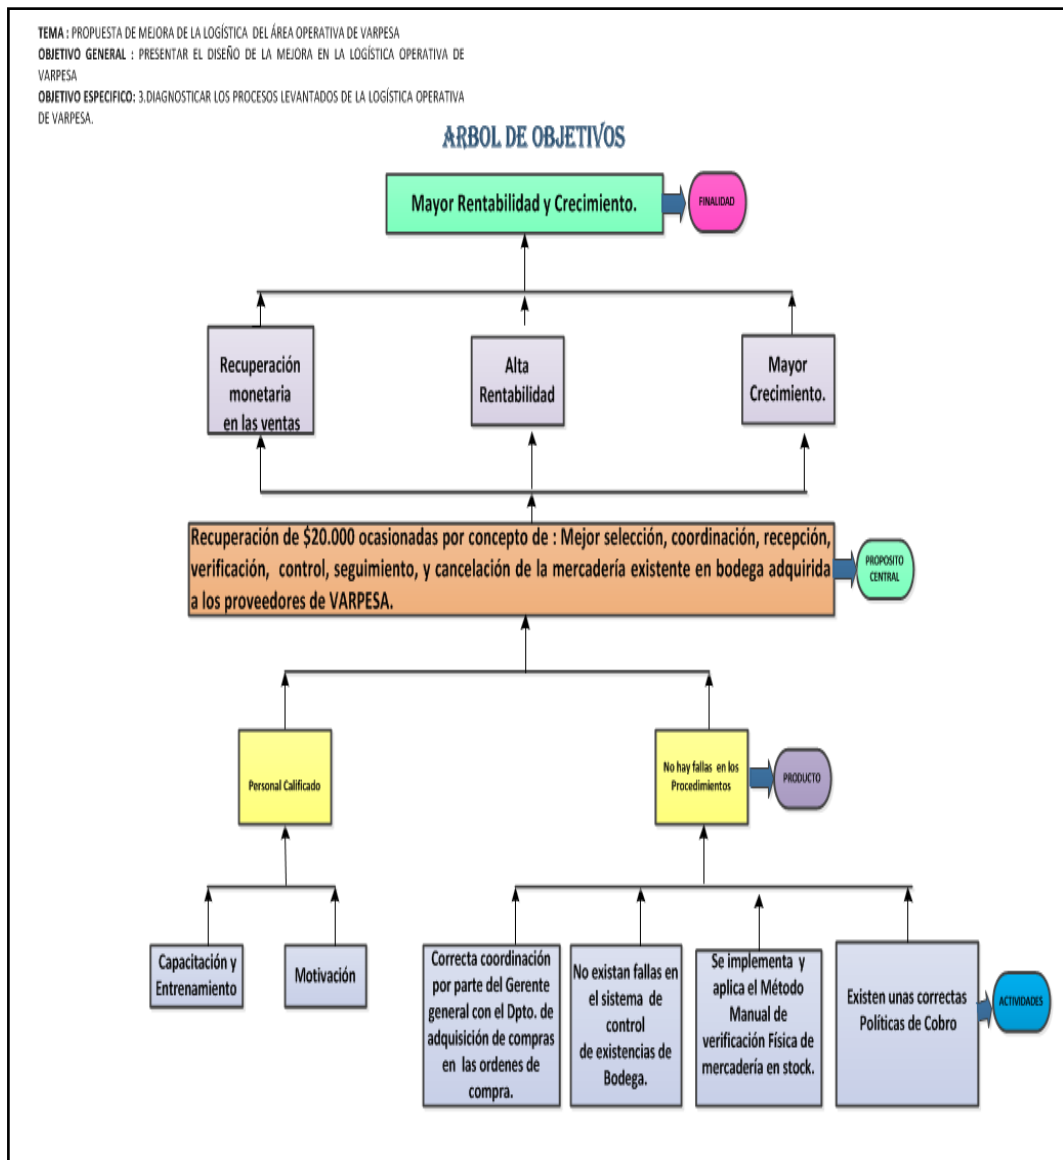 TEMA : PROPUESTA DE MEJORA DE LA LOGÍSTICA DEL ÁREA OPERATIVA DE VARPESA
OBJETIVO GENERAL : PRESENTAR EL DISEÑO DE LA MEJORA EN LA LOGÍSTICA OPERATIVA DE
VARPESA
OBJETIVO ESPECIFICO: 3.DIAGNOSTICAR LOS PROCESOS LEVANTADOS DE LA LOGÍSTICA OPERATIVA
DE VARPESA.
ARBOL DE OBJETIVOS
Mayor Rentabilidad y Crecimiento.
FINALIDAD
Recuperación
monetaria
en las ventas
Alta
Rentabilidad
Mayor
Crecimiento.
Recuperación de $20.000 ocasionadas por concepto de : Mejor selección, coordinación, recepción,
verificación, control, seguimiento, y cancelación de la mercadería existente en bodega adquirida
a los proveedores de VARPESA.
PROPOSITO
CENTRAL
Personal Calificado
No hay fallas en los
Procedimientos
PRODUCTO
Capacitación y
Entrenamiento
Motivación
Correcta coordinación
por parte del Gerente
general con el Dpto. de
adquisición de compras
en las ordenes de
compra.
No existan fallas en
el sistema de
control
de existencias de
Bodega.
Se implementa y
aplica el Método
Manual de
verificación Física de
mercadería en stock.
Existen unas correctas
Políticas de Cobro
ACTIVIDADES